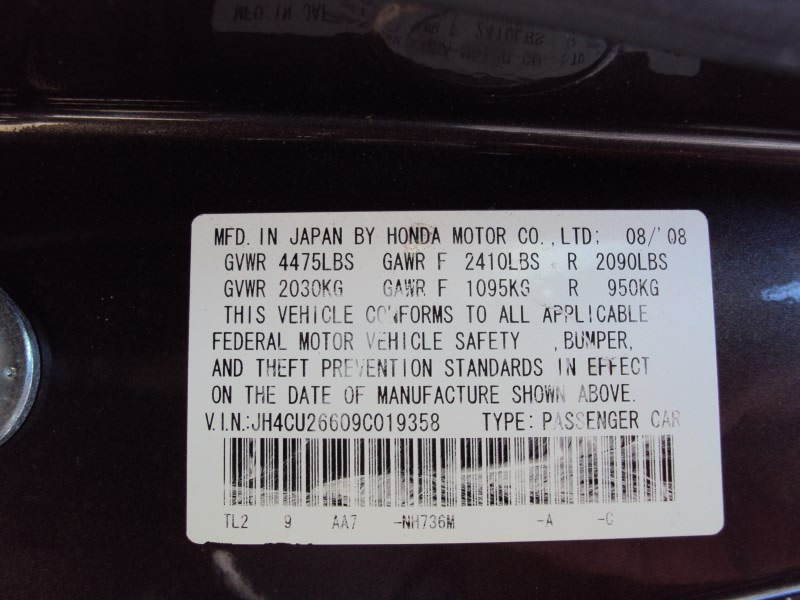 MFD. IN JAPAN BY HONDA MOTOR CO.,LTD; 08/'08
GVWR 4475LBS GAWR F 2410LBS R 2090LBS
GVWR 2030KG GAWR F 1095KG R 950KG
THIS VEHICLE CONFORMS TO ALL APPLICABLE
FEDERAL MOTOR VEHICLE SAFETY ,BUMPER,
AND THEFT PREVENTION STANDARDS IN EFFECT
ON THE DATE OF MANUFACTURE SHOWN ABOVE.
V.I.N.:JH4CU26609C019358 TYPE: PASSENGER CAR
TL2 9 AA7 -NH736M -A -C